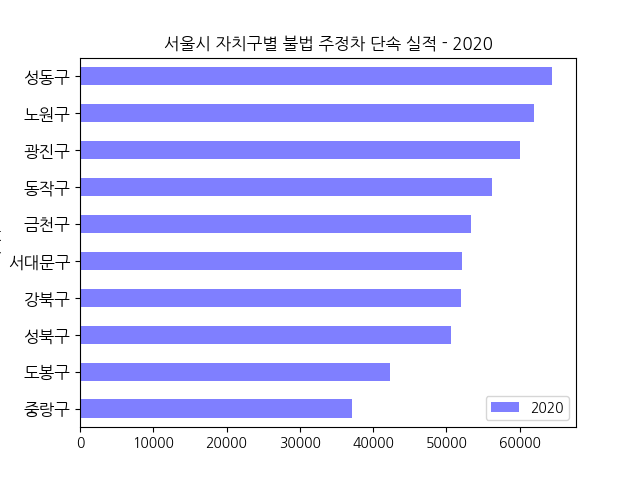 서울시 자치구별 불법 주정차 단속 실적 - 2020
성동구
노원구
광진구
동작구
금천구
서대문구
강북구
성북구
도봉구
중랑구
2020
0 10000 20000 30000 40000 50000 60000